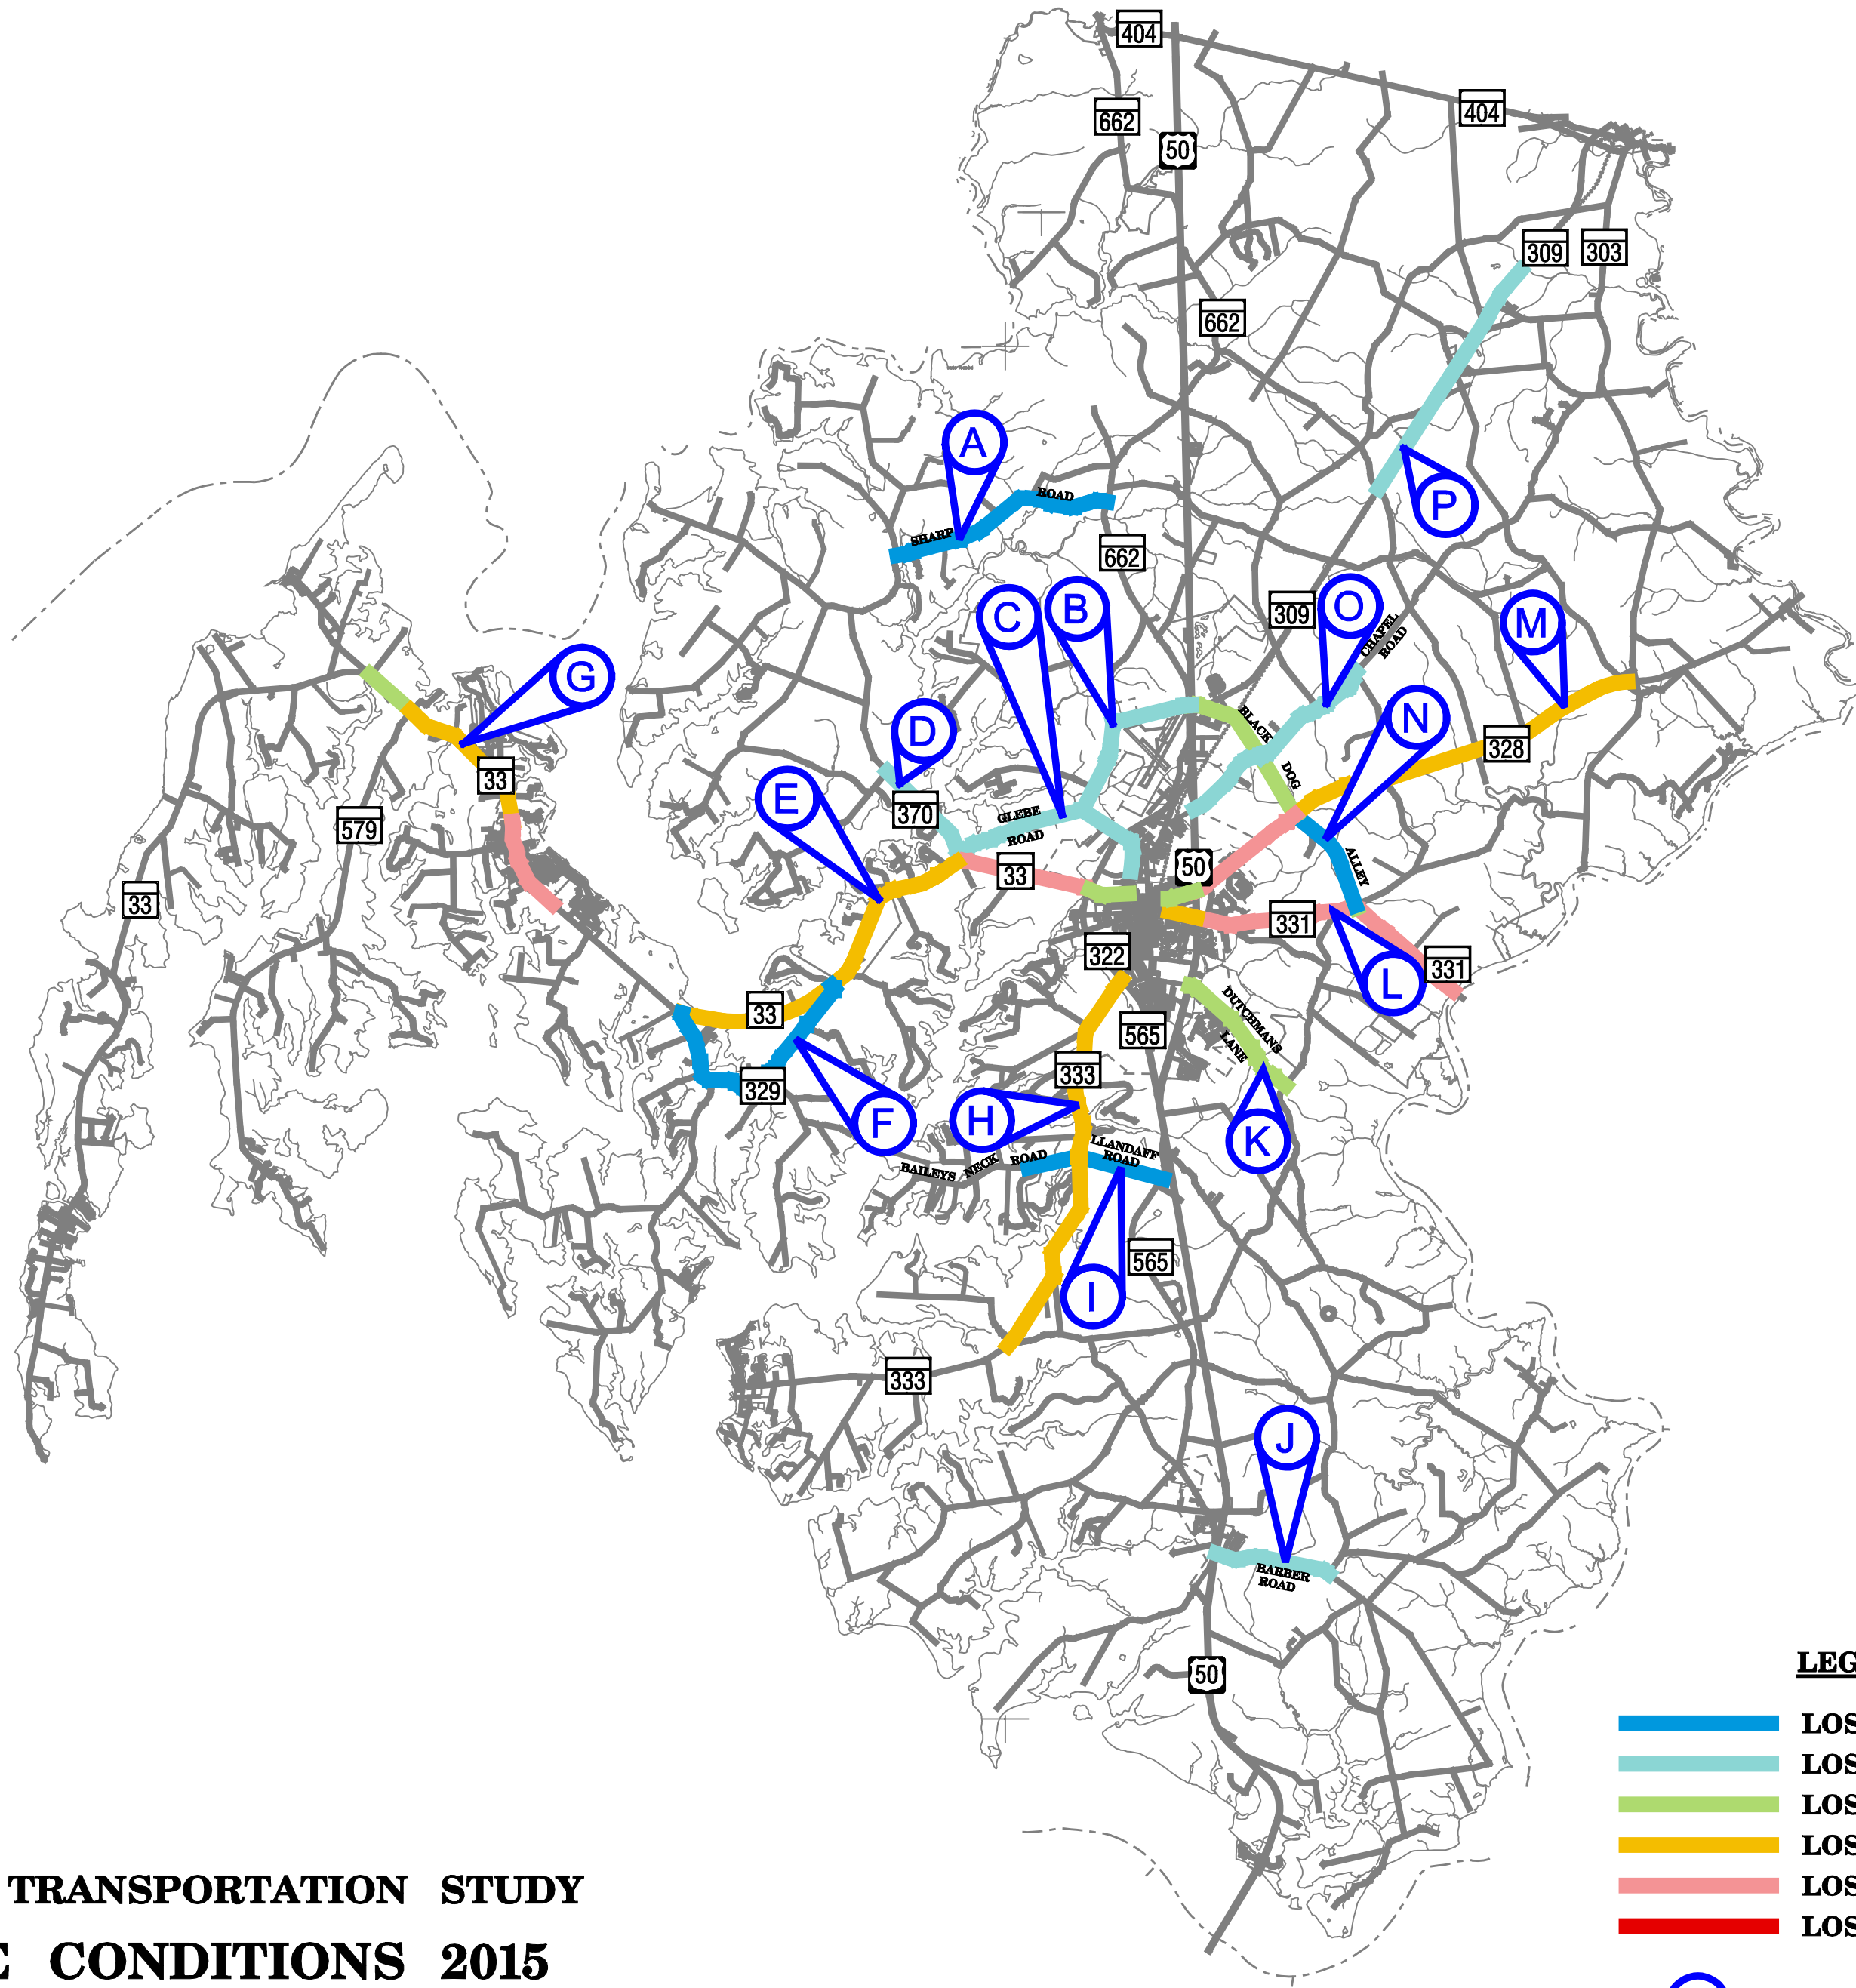 404
662
50
404
309
303
662
A
ROAD
SHARP
P
662
C
B
309
O
CHAPEL
ROAD
M
G
D
N
BLACK
328
33
E
370
DOG
GLEBE
ROAD
579
33
50
ALLEY
33
331
322
331
L
33
DUTCHMANS
LANE
565
333
329
F
H
K
LLANDAFF
ROAD
BAILEYS NECK ROAD
565
I
333
J
BARBER
ROAD
50
LEG
LOS
LOS
LOS
LOS
LOS
LOS
TRANSPORTATION STUDY
E CONDITIONS 2015